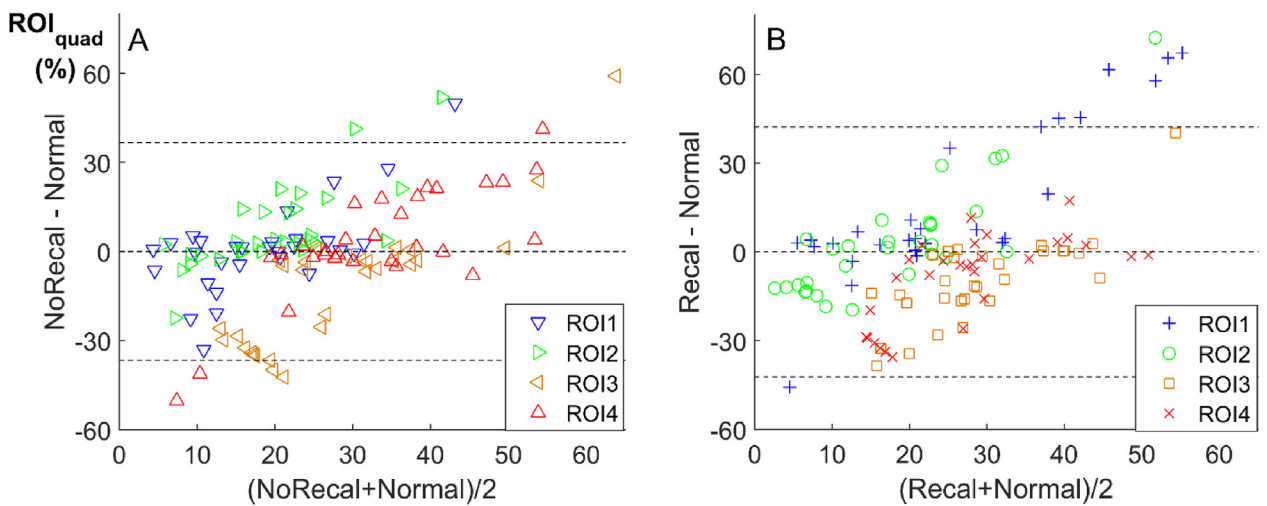 ROI quad
(%)
A
NoRecal - Normal
60
30
0
-30
-60
0 10 20 30 40 50 60
(NoRecal+Normal)/2
ROI1
ROI2
ROI3
ROI4
B
Recal - Normal
60
30
0
-30
-60
0 10 20 30 40 50 60
(Recal+Normal)/2
ROI1
ROI2
ROI3
ROI4